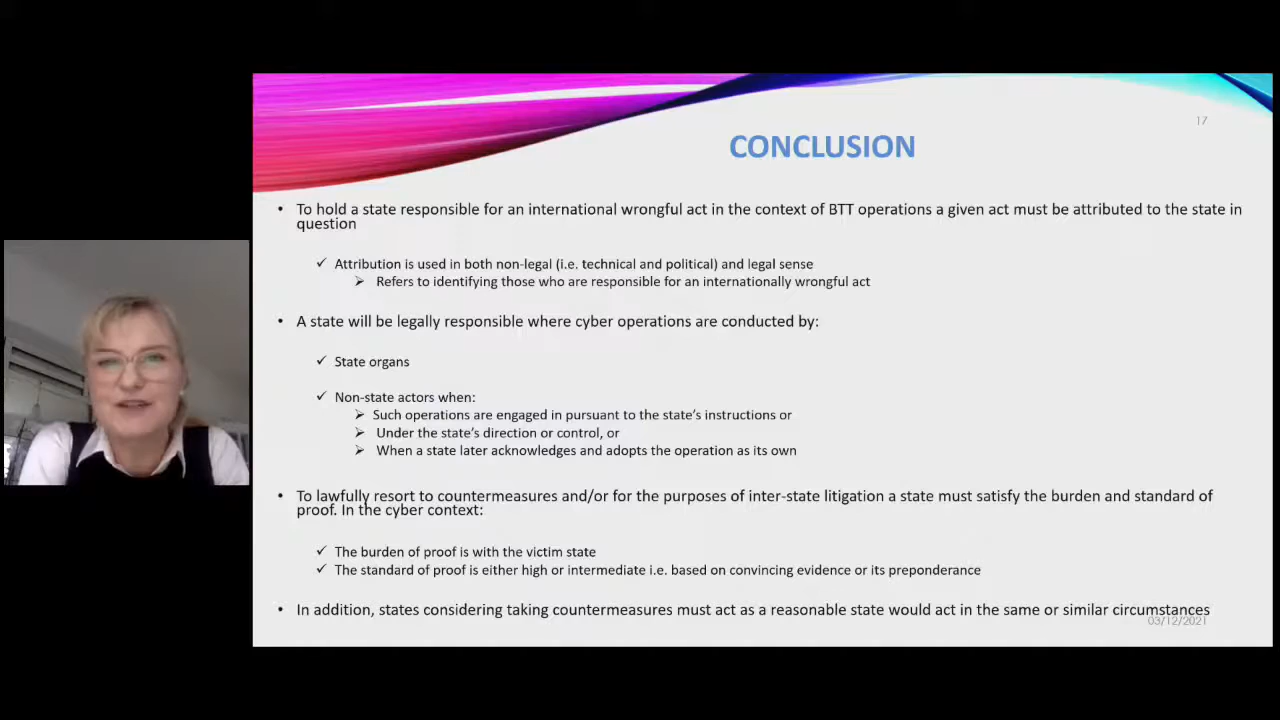 17
CONCLUSION
• To hold a state responsible for an international wrongful act in the context of BTT operations a given act must be attributed to the state in
question
✓ Attribution is used in both non-legal (i.e. technical and political) and legal sense
➢ Refers to identifying those who are responsible for an internationally wrongful act
• A state will be legally responsible where cyber operations are conducted by:
✓ State organs
✓ Non-state actors when:
➢ Such operations are engaged in pursuant to the state's instructions or
➢ Under the state's direction or control, or
➢ When a state later acknowledges and adopts the operation as its own
• To lawfully resort to countermeasures and/or for the purposes of inter-state litigation a state must satisfy the burden and standard of
proof. In the cyber context:
✓ The burden of proof is with the victim state
✓ The standard of proof is either high or intermediate i.e. based on convincing evidence or its preponderance
• In addition, states considering taking countermeasures must act as a reasonable state would act in the same or similar circumstances
03/12/2021